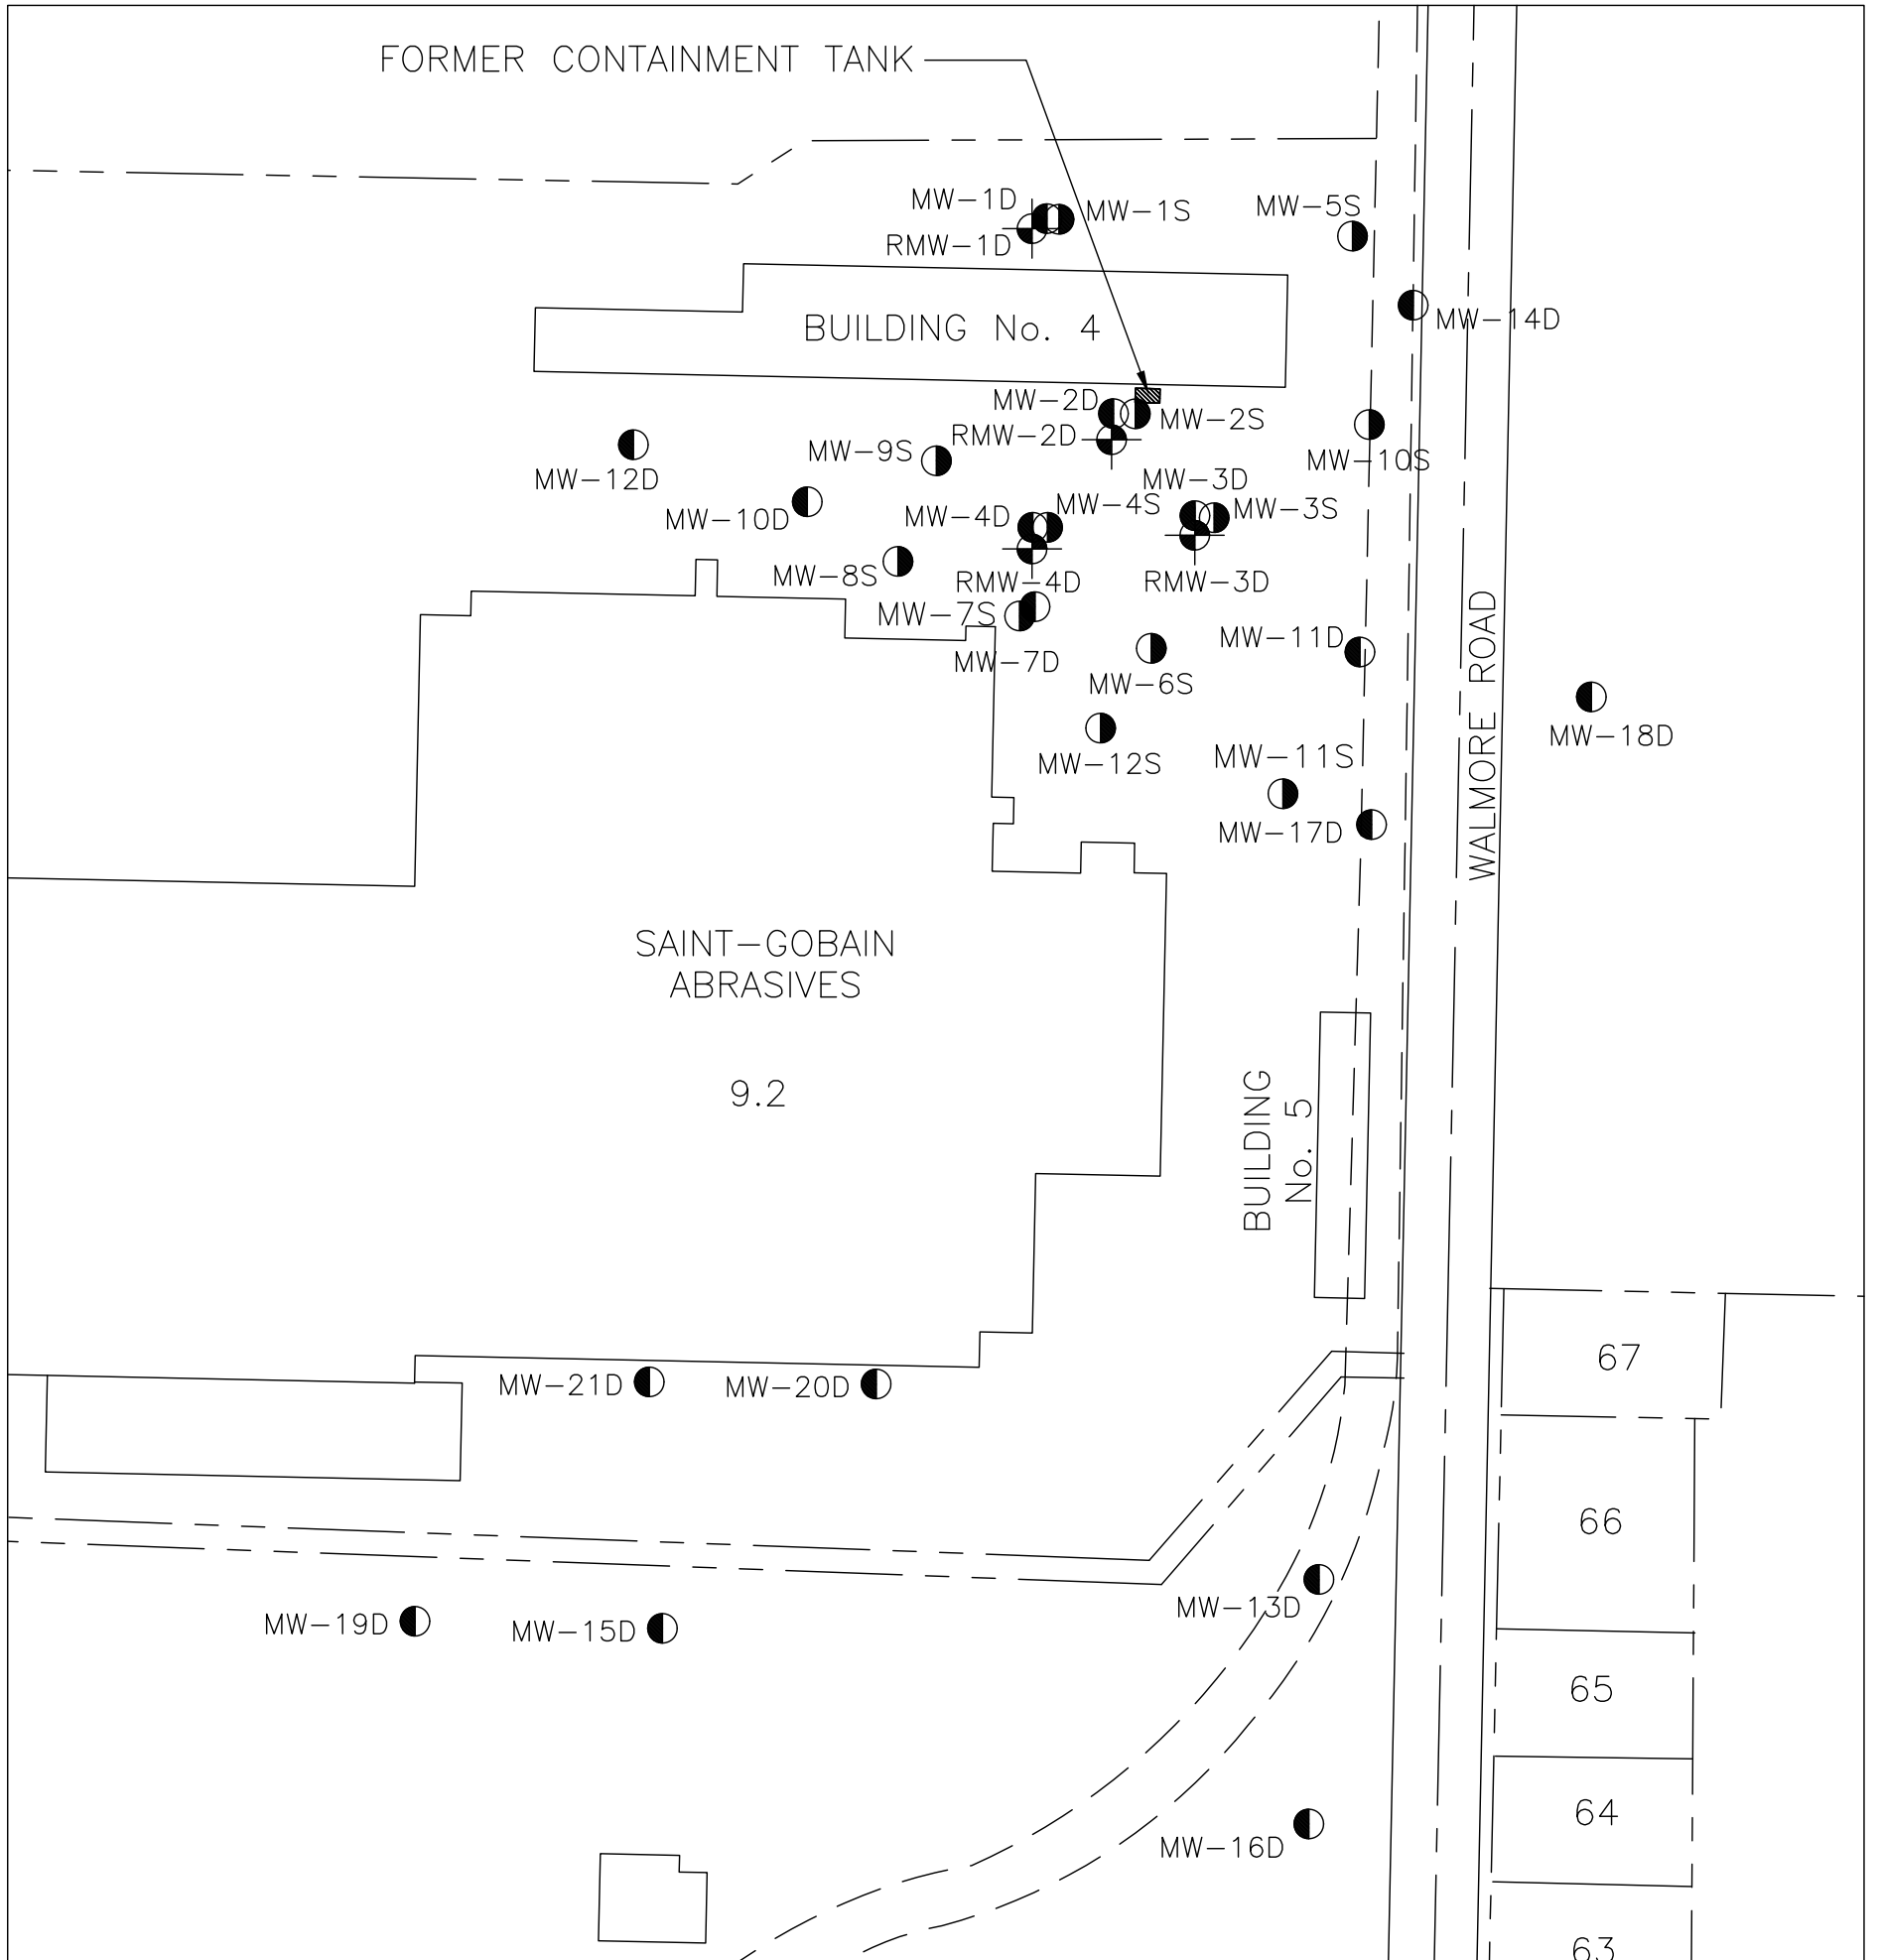 FORMER CONTAINMENT TANK
MW-1D
MW-1S
MW-5S
RMW-1D
MW-14D
BUILDING No. 4
MW-2D
MW-2S
RMW-2D
MW-9S
MW-10S
MW-12D
MW-3D
MW-4S
MW-3S
MW-10D
MW-4D
MW-8S
RMW-4D
RMW-3D
MW-7S
MW-11D
MW-7D
MW-6S
WALMORE ROAD
MW-18D
MW-12S
MW-11S
MW-17D
SAINT-GOBAIN
ABRASIVES
9.2
BUILDING
No. 5
67
MW-21D
MW-20D
66
MW-13D
MW-19D
MW-15D
65
64
MW-16D
63